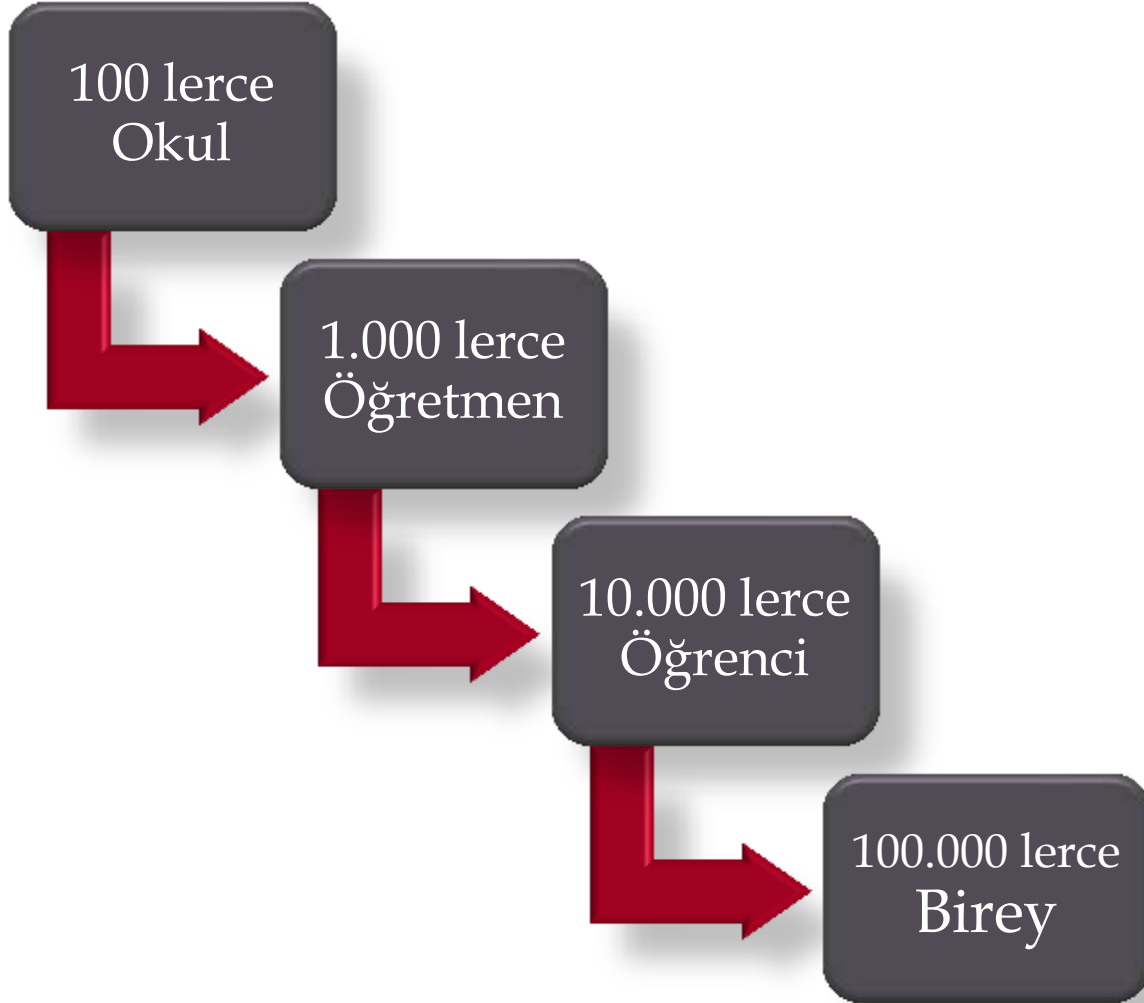 100 lerce
Okul
1.000 lerce
Öğretmen
10.000 lerce
Öğrenci
100.000 lerce
Birey